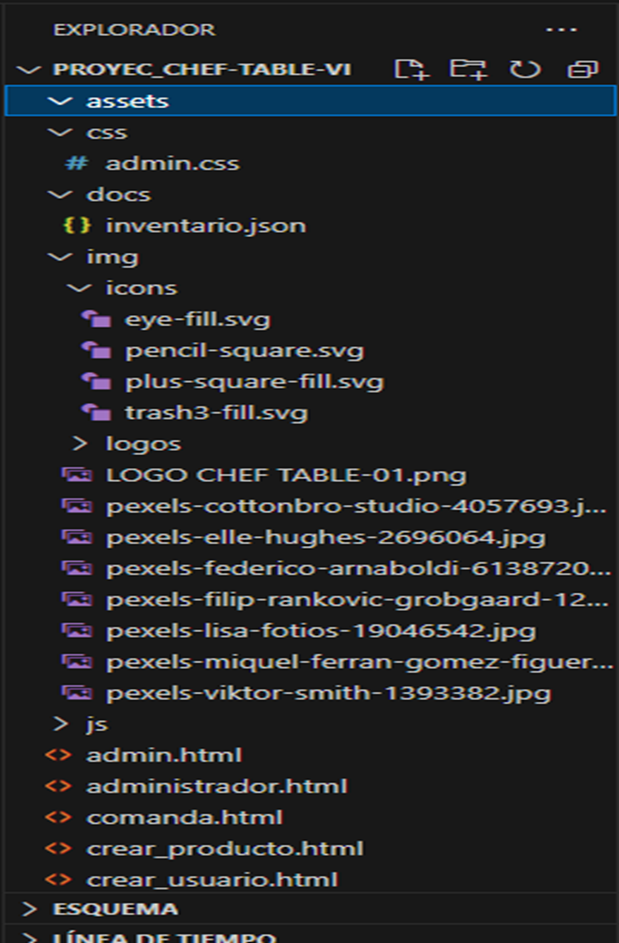 EXPLORADOR
PROYEC_CHEF-TABLE-VI
assets
css
# admin.css
docs
{} inventario.json
img
icons
eye-fill.svg
pencil-square.svg
plus-square-fill.svg
trash3-fill.svg
logos
LOGO CHEF TABLE-01.png
pexels-cottonbro-studio-4057693.j...
pexels-elle-hughes-2696064.jpg
pexels-federico-arnaboldi-6138720...
pexels-filip-rankovic-grobgaard-12...
pexels-lisa-fotios-19046542.jpg
pexels-miquel-ferran-gomez-figuer...
pexels-viktor-smith-1393382.jpg
js
<> admin.html
<> administrador.html
<> comanda.html
<> crear_producto.html
<> crear_usuario.html
ESQUEMA
LÍNEA DE TIEMPO